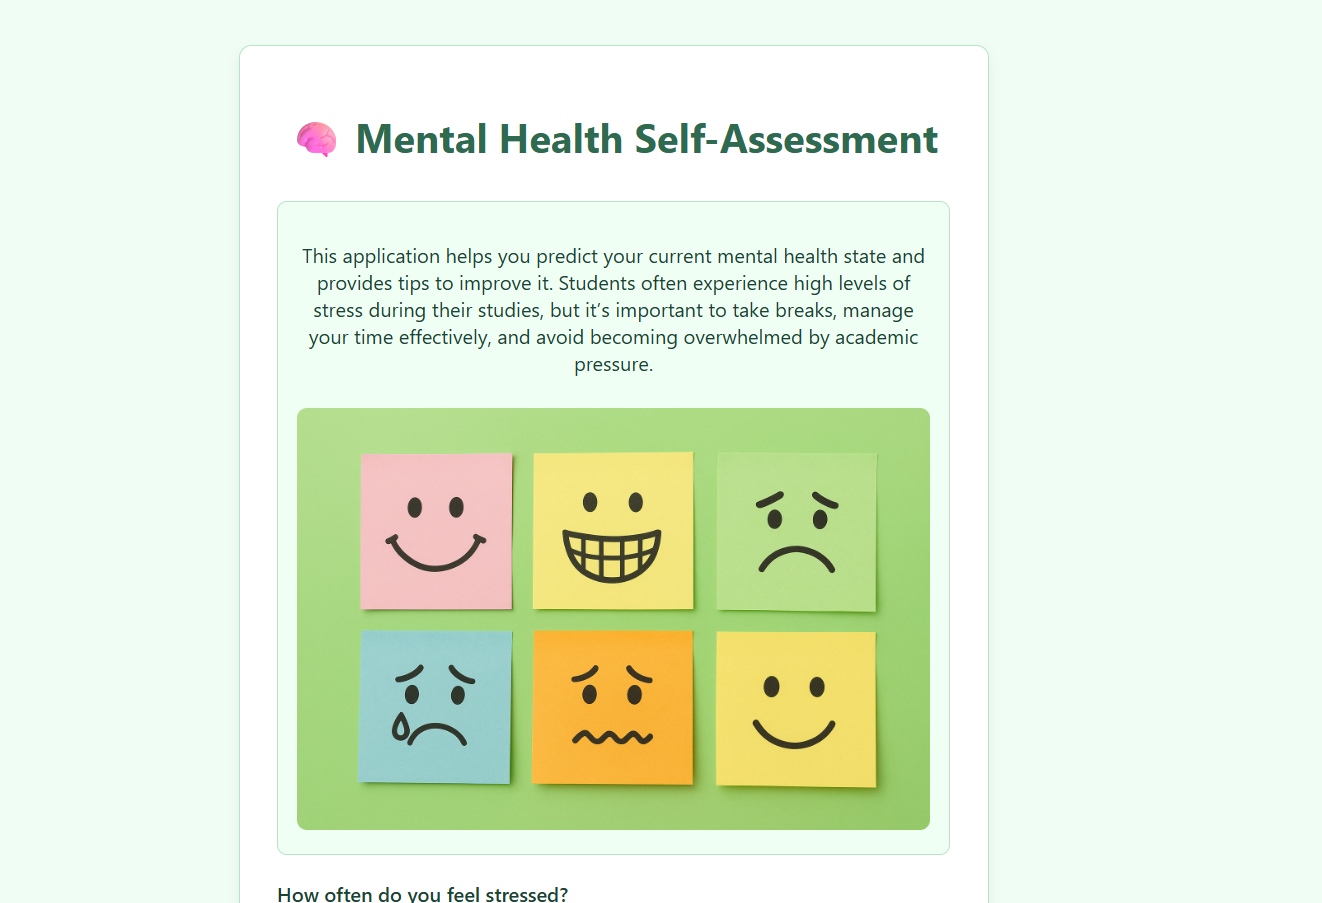 Mental Health Self-Assessment
This application helps you predict your current mental health state and
provides tips to improve it. Students often experience high levels of
stress during their studies, but it’s important to take breaks, manage
your time effectively, and avoid becoming overwhelmed by academic
pressure.
How often do you feel stressed?